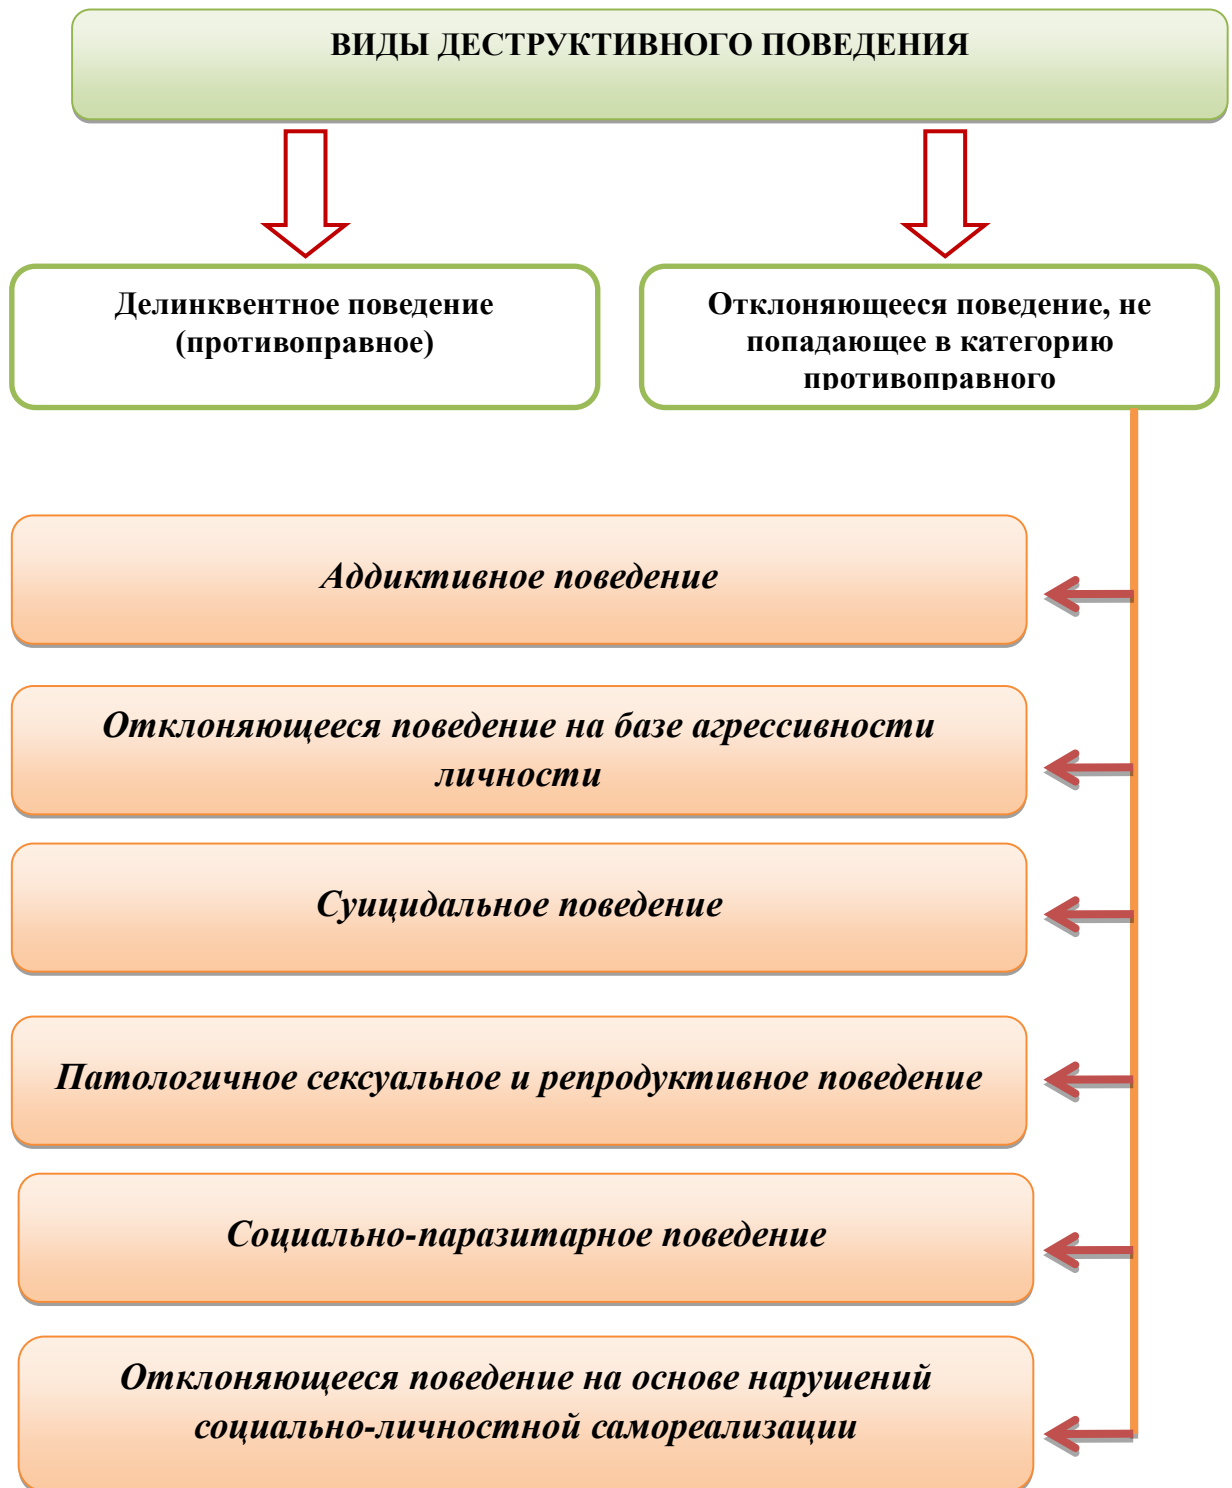 ВИДЫ ДЕСТРУКТИВНОГО ПОВЕДЕНИЯ
Делинквентное поведение
(противоправное)
Отклоняющееся поведение, не
попадающее в категорию
противоправного
Аддиктивное поведение
Отклоняющееся поведение на базе агрессивности
личности
Суицидальное поведение
Патологичное сексуальное и репродуктивное поведение
Социально-паразитарное поведение
Отклоняющееся поведение на основе нарушений
социально-личностной самореализации